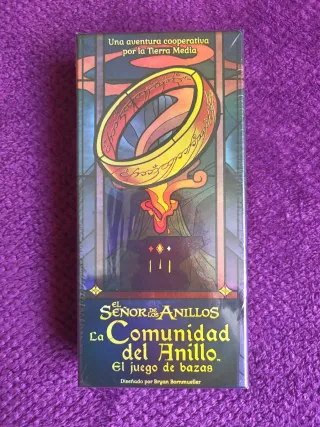 Una aventura cooperativa
por la Tierra Media
EL
SEÑOR DE LOS ANILLOS
La Comunidad
del Anillo™
El juego de bazas
Diseñado por Bryan Bornmueller